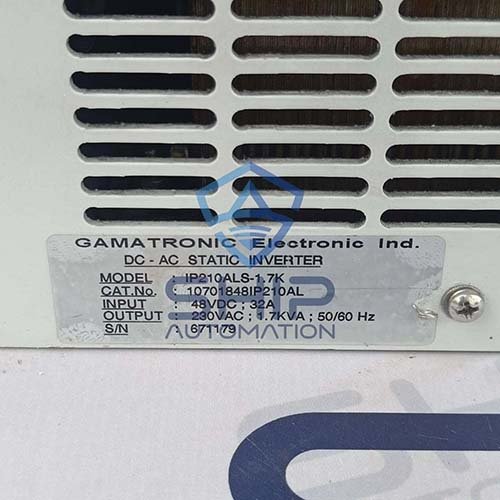 GAMATRONIC Electronic Ind.
DC - AC STATIC INVERTER
MODEL : IP210ALS-1.7K
CAT.No. : 10701848IP210AL
INPUT : 48VDC ; 32A
OUTPUT : 230VAC ; 1.7KVA ; 50/60 Hz
S/N : 671179
SHIP
AUTOMATION